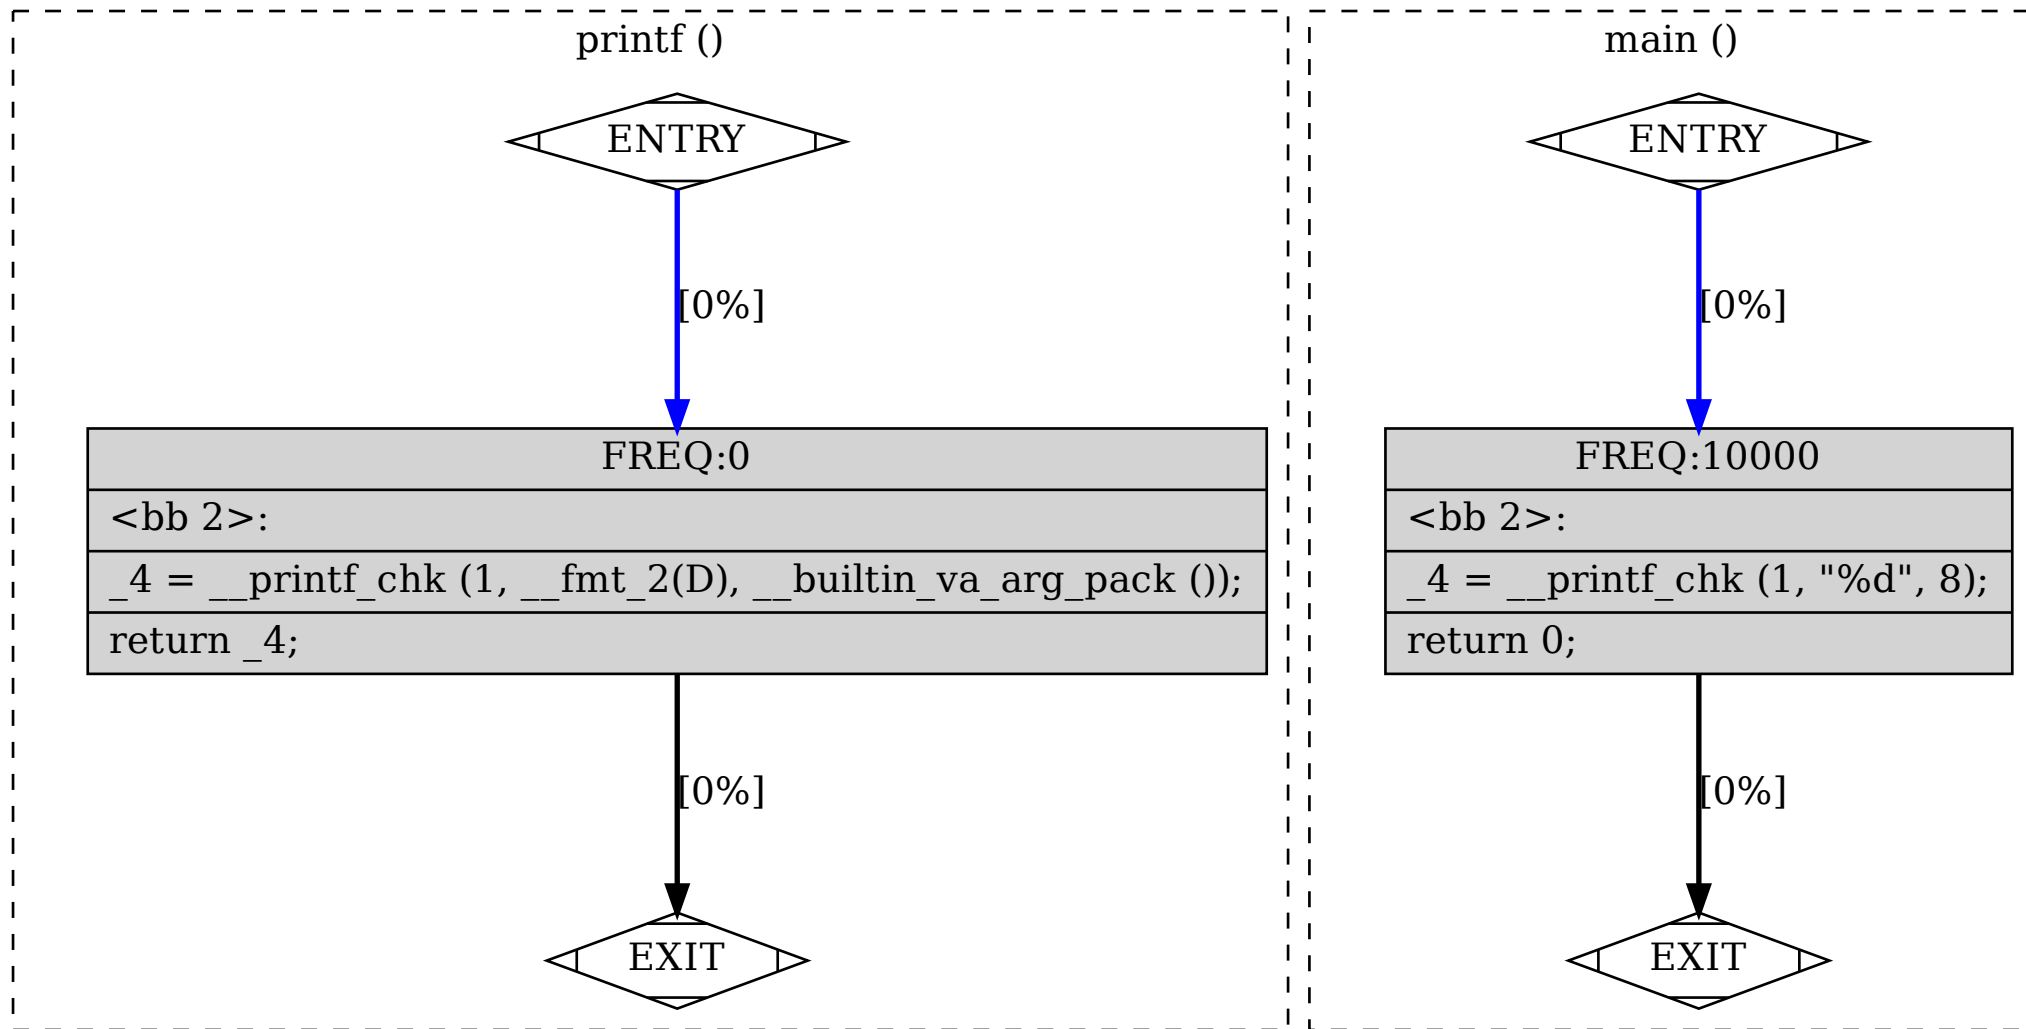 printf ()
ENTRY
[0%]
FREQ:0
<bb 2>:
_4 = __printf_chk (1, __fmt_2(D), __builtin_va_arg_pack ());
return _4;
[0%]
EXIT
main ()
ENTRY
[0%]
FREQ:10000
<bb 2>:
_4 = __printf_chk (1, "%d", 8);
return 0;
[0%]
EXIT